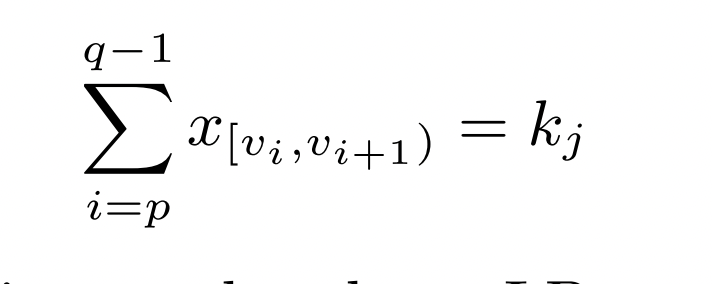 \sum_{i=p}^{q-1} x_{[v_i,v_{i+1})} = k_j